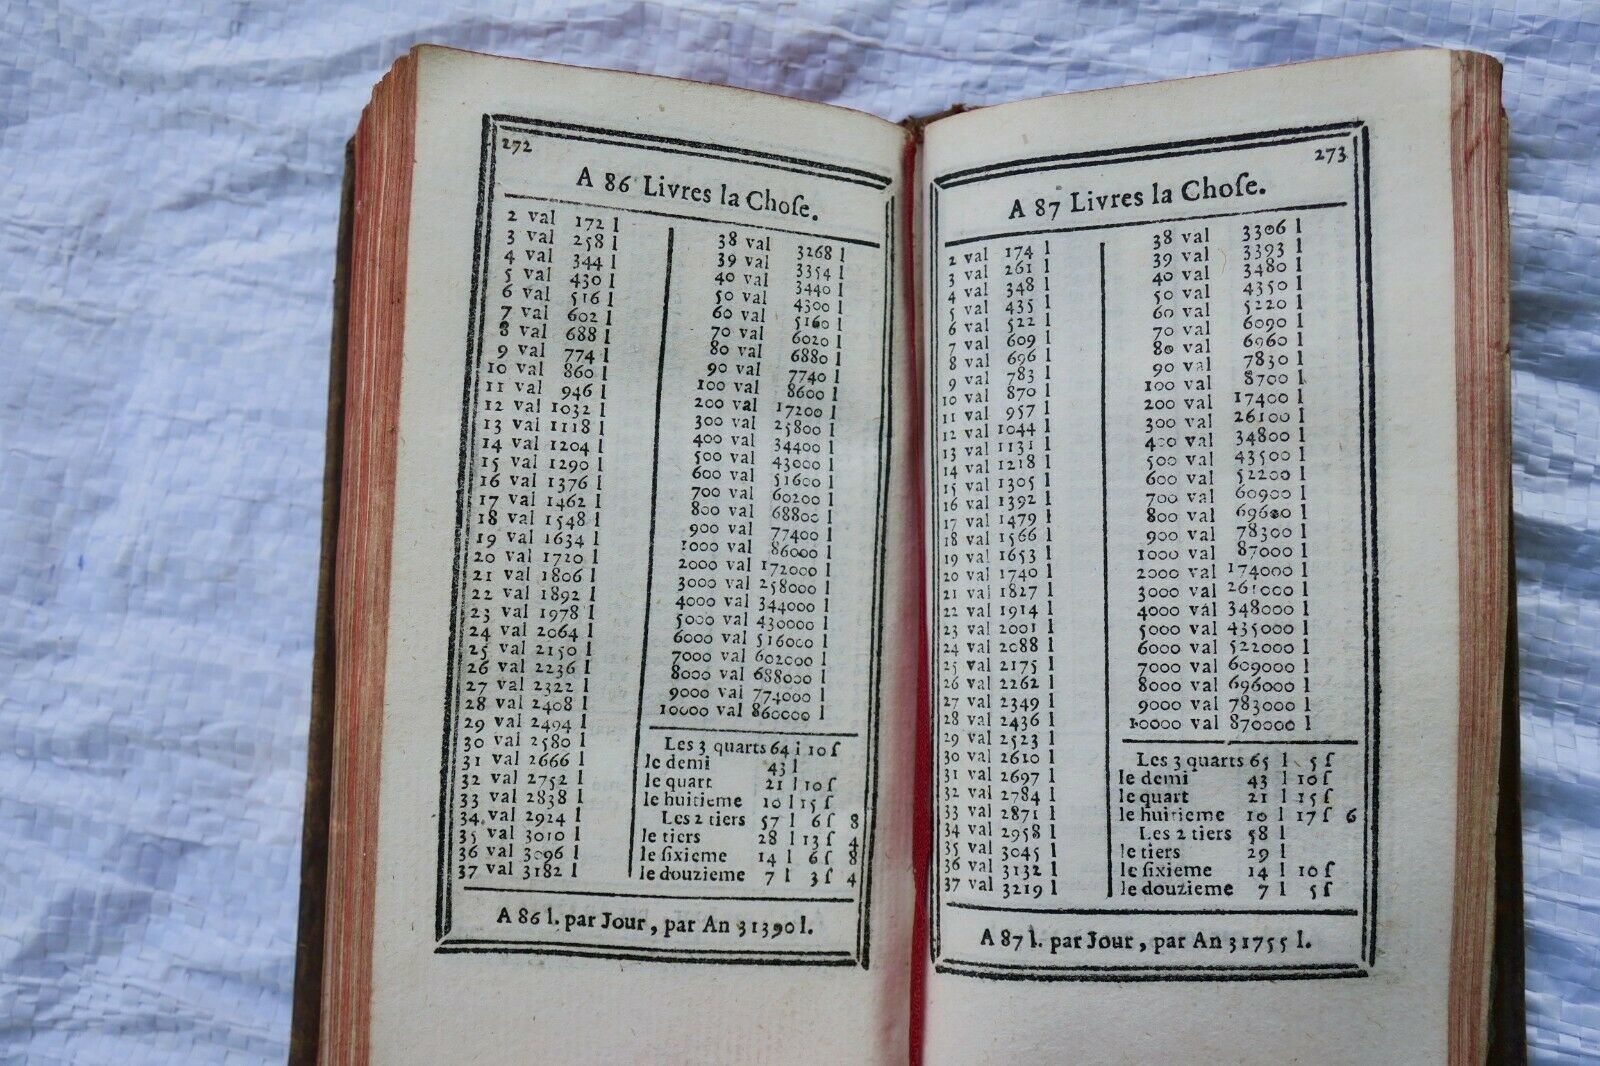 272
A 86 Livres la Choſe.
2 val 172 l
3 val 258 l
4 val 344 l
5 val 430 l
6 val 516 l
7 val 602 l
8 val 688 l
9 val 774 l
10 val 860 l
11 val 946 l
12 val 1032 l
13 val 1118 l
14 val 1204 l
15 val 1290 l
16 val 1376 l
17 val 1462 l
18 val 1548 l
19 val 1634 l
20 val 1720 l
21 val 1806 l
22 val 1892 l
23 val 1978 l
24 val 2064 l
25 val 2150 l
26 val 2236 l
27 val 2322 l
28 val 2408 l
29 val 2494 l
30 val 2580 l
31 val 2666 l
32 val 2752 l
33 val 2838 l
34 val 2924 l
35 val 3010 l
36 val 3096 l
37 val 3182 l
38 val 3268 l
39 val 3354 l
40 val 3440 l
50 val 4300 l
60 val 5160 l
70 val 6020 l
80 val 6880 l
90 val 7740 l
100 val 8600 l
200 val 17200 l
300 val 25800 l
400 val 34400 l
500 val 43000 l
600 val 51600 l
700 val 60200 l
800 val 68800 l
900 val 77400 l
1000 val 86000 l
2000 val 172000 l
3000 val 258000 l
4000 val 344000 l
5000 val 430000 l
6000 val 516000 l
7000 val 602000 l
8000 val 688000 l
9000 val 774000 l
10000 val 860000 l
Les 3 quarts 64 l 10 ſ
le demi 43 l
le quart 21 l 10 ſ
le huitieme 10 l 15 ſ
Les 2 tiers 57 l 6 ſ 8
le tiers 28 l 13 ſ 4
le ſixieme 14 l 6 ſ 8
le douzieme 7 l 3 ſ 4
A 86 l. par Jour, par An 31390 l.
273
A 87 Livres la Choſe.
2 val 174 l
3 val 261 l
4 val 348 l
5 val 435 l
6 val 522 l
7 val 609 l
8 val 696 l
9 val 783 l
10 val 870 l
11 val 957 l
12 val 1044 l
13 val 1131 l
14 val 1218 l
15 val 1305 l
16 val 1392 l
17 val 1479 l
18 val 1566 l
19 val 1653 l
20 val 1740 l
21 val 1827 l
22 val 1914 l
23 val 2001 l
24 val 2088 l
25 val 2175 l
26 val 2262 l
27 val 2349 l
28 val 2436 l
29 val 2523 l
30 val 2610 l
31 val 2697 l
32 val 2784 l
33 val 2871 l
34 val 2958 l
35 val 3045 l
36 val 3132 l
37 val 3219 l
38 val 3306 l
39 val 3393 l
40 val 3480 l
50 val 4350 l
60 val 5220 l
70 val 6090 l
80 val 6960 l
90 val 7830 l
100 val 8700 l
200 val 17400 l
300 val 26100 l
400 val 34800 l
500 val 43500 l
600 val 52200 l
700 val 60900 l
800 val 69600 l
900 val 78300 l
1000 val 87000 l
2000 val 174000 l
3000 val 261000 l
4000 val 348000 l
5000 val 435000 l
6000 val 522000 l
7000 val 609000 l
8000 val 696000 l
9000 val 783000 l
10000 val 870000 l
Les 3 quarts 65 l 5 ſ
le demi 43 l 10 ſ
le quart 21 l 15 ſ
le huitieme 10 l 17 ſ 6
Les 2 tiers 58 l
le tiers 29 l
le ſixieme 14 l 10 ſ
le douzieme 7 l 5 ſ
A 87 l. par Jour, par An 31755 l.